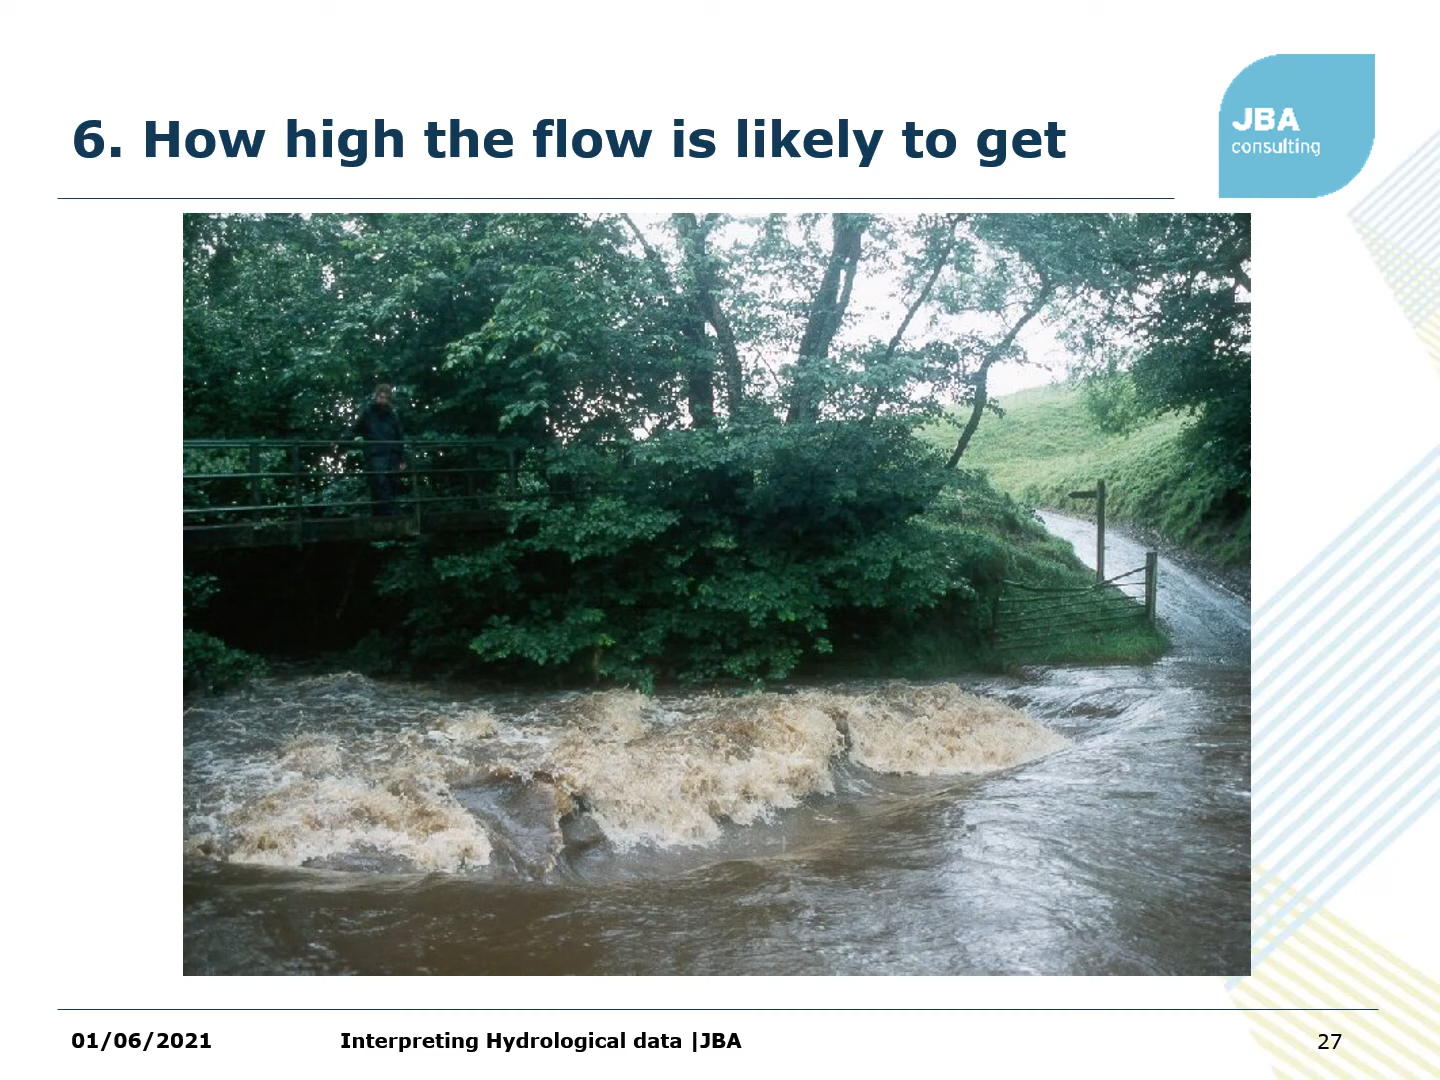 6. How high the flow is likely to get
JBA
consulting
01/06/2021
Interpreting Hydrological data |JBA
27